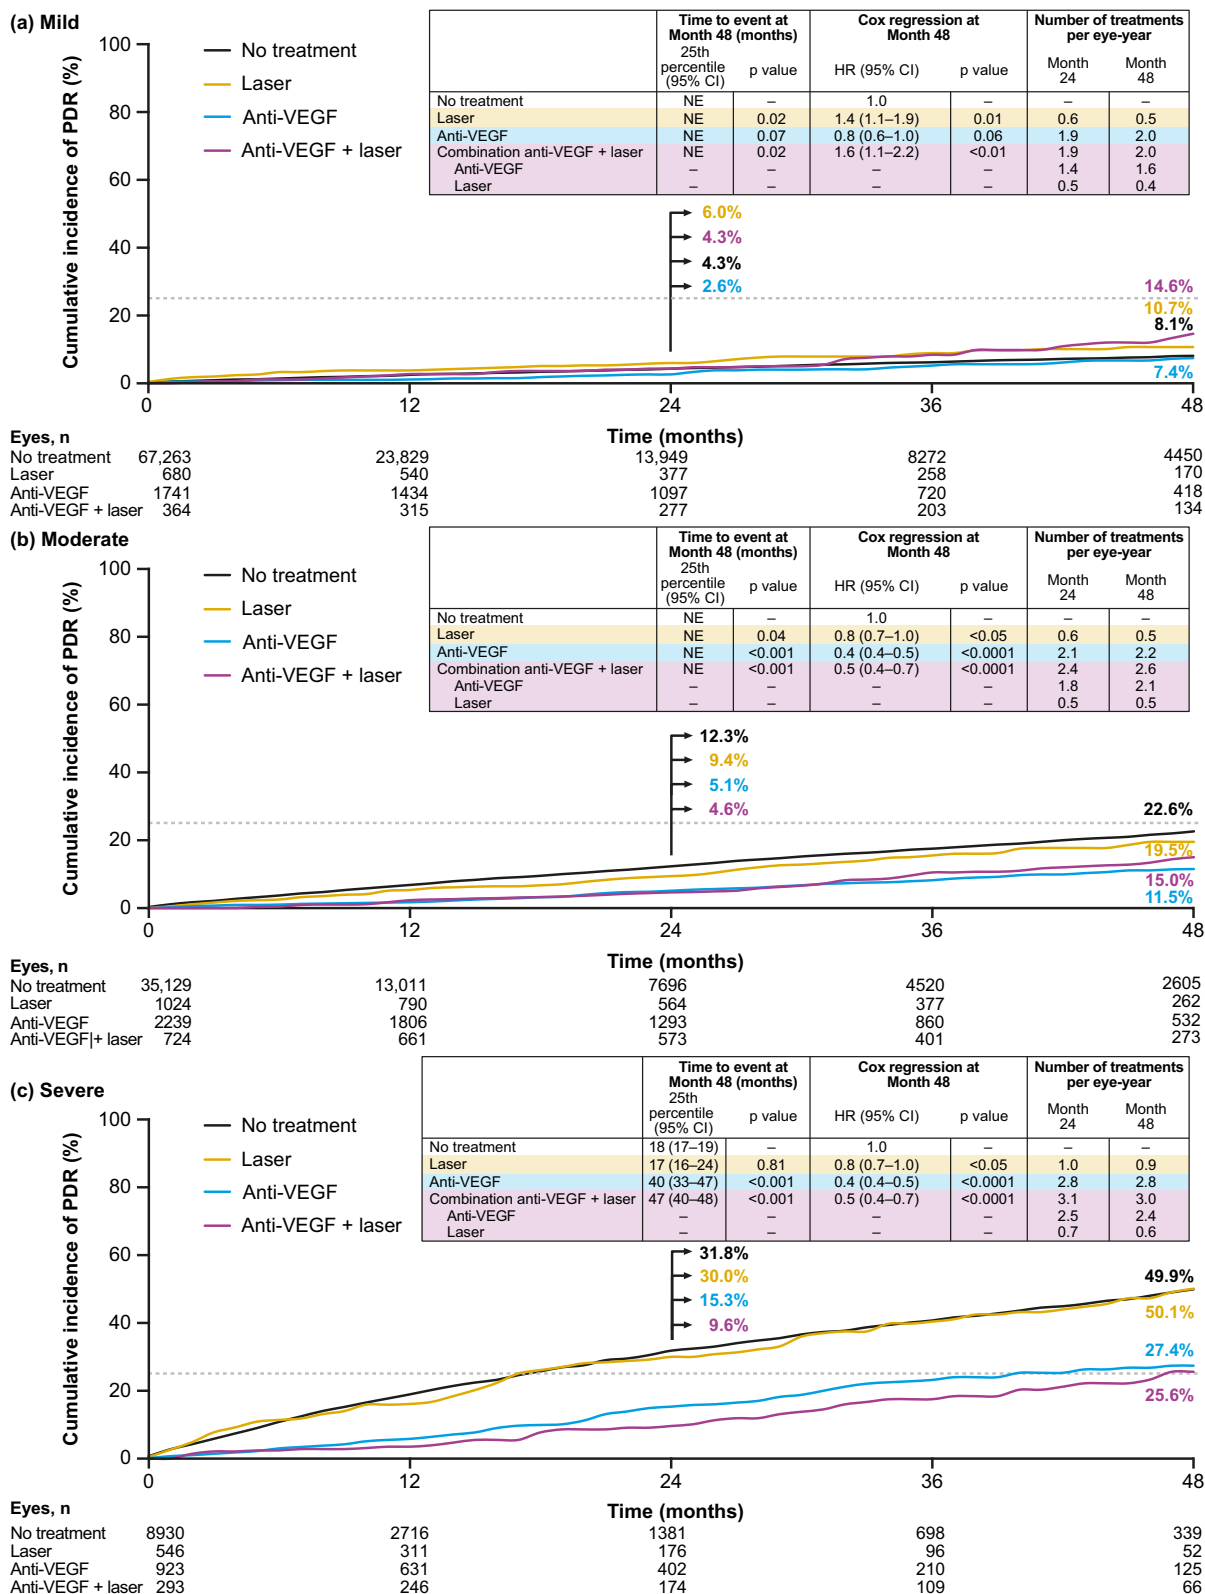 (a) Mild
No treatment
Laser
Anti-VEGF
Anti-VEGF + laser
Cumulative incidence of PDR (%)
100
80
60
40
20
0
Time to event at Month 48 (months) Cox regression at Month 48 Number of treatments per eye-year
25th percentile (95% CI) p value HR (95% CI) p value Month 24 Month 48
No treatment NE – 1.0 – – –
Laser NE 0.02 1.4 (1.1–1.9) 0.01 0.6 0.5
Anti-VEGF NE 0.07 0.8 (0.6–1.0) 0.06 1.9 2.0
Combination anti-VEGF + laser NE 0.02 1.6 (1.1–2.2) <0.01 1.9 2.0
Anti-VEGF – – – – 1.4 1.6
Laser – – – – 0.5 0.4
6.0%
4.3%
4.3%
2.6%
14.6%
10.7%
8.1%
7.4%
0 12 24 36 48
Time (months)
Eyes, n
No treatment 67,263 23,829 13,949 8272 4450
Laser 680 540 377 258 170
Anti-VEGF 1741 1434 1097 720 418
Anti-VEGF + laser 364 315 277 203 134
(b) Moderate
No treatment
Laser
Anti-VEGF
Anti-VEGF + laser
Cumulative incidence of PDR (%)
100
80
60
40
20
0
Time to event at Month 48 (months) Cox regression at Month 48 Number of treatments per eye-year
25th percentile (95% CI) p value HR (95% CI) p value Month 24 Month 48
No treatment NE – 1.0 – – –
Laser NE 0.04 0.8 (0.7–1.0) <0.05 0.6 0.5
Anti-VEGF NE <0.001 0.4 (0.4–0.5) <0.0001 2.1 2.2
Combination anti-VEGF + laser NE <0.001 0.5 (0.4–0.7) <0.0001 2.4 2.6
Anti-VEGF – – – – 1.8 2.1
Laser – – – – 0.5 0.5
12.3%
9.4%
5.1%
4.6%
22.6%
19.5%
15.0%
11.5%
0 12 24 36 48
Time (months)
Eyes, n
No treatment 35,129 13,011 7696 4520 2605
Laser 1024 790 564 377 262
Anti-VEGF 2239 1806 1293 860 532
Anti-VEGF|+ laser 724 661 573 401 273
(c) Severe
No treatment
Laser
Anti-VEGF
Anti-VEGF + laser
Cumulative incidence of PDR (%)
100
80
60
40
20
0
Time to event at Month 48 (months) Cox regression at Month 48 Number of treatments per eye-year
25th percentile (95% CI) p value HR (95% CI) p value Month 24 Month 48
No treatment 18 (17–19) – 1.0 – – –
Laser 17 (16–24) 0.81 0.8 (0.7–1.0) <0.05 1.0 0.9
Anti-VEGF 40 (33–47) <0.001 0.4 (0.4–0.5) <0.0001 2.8 2.8
Combination anti-VEGF + laser 47 (40–48) <0.001 0.5 (0.4–0.7) <0.0001 3.1 3.0
Anti-VEGF – – – – 2.5 2.4
Laser – – – – 0.7 0.6
31.8%
30.0%
15.3%
9.6%
49.9%
50.1%
27.4%
25.6%
0 12 24 36 48
Time (months)
Eyes, n
No treatment 8930 2716 1381 698 339
Laser 546 311 176 96 52
Anti-VEGF 923 631 402 210 125
Anti-VEGF + laser 293 246 174 109 66